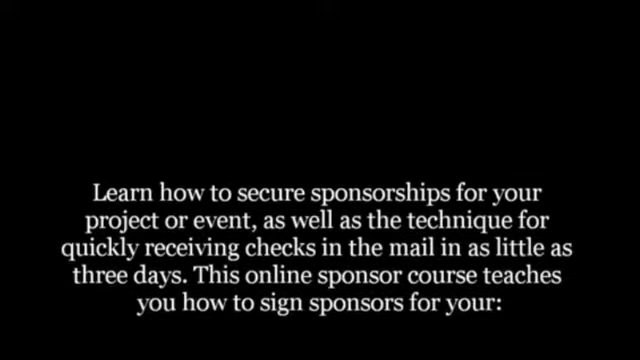 Learn how to secure sponsorships for your
project or event, as well as the technique for
quickly receiving checks in the mail in as little as
three days. This online sponsor course teaches
you how to sign sponsors for your: